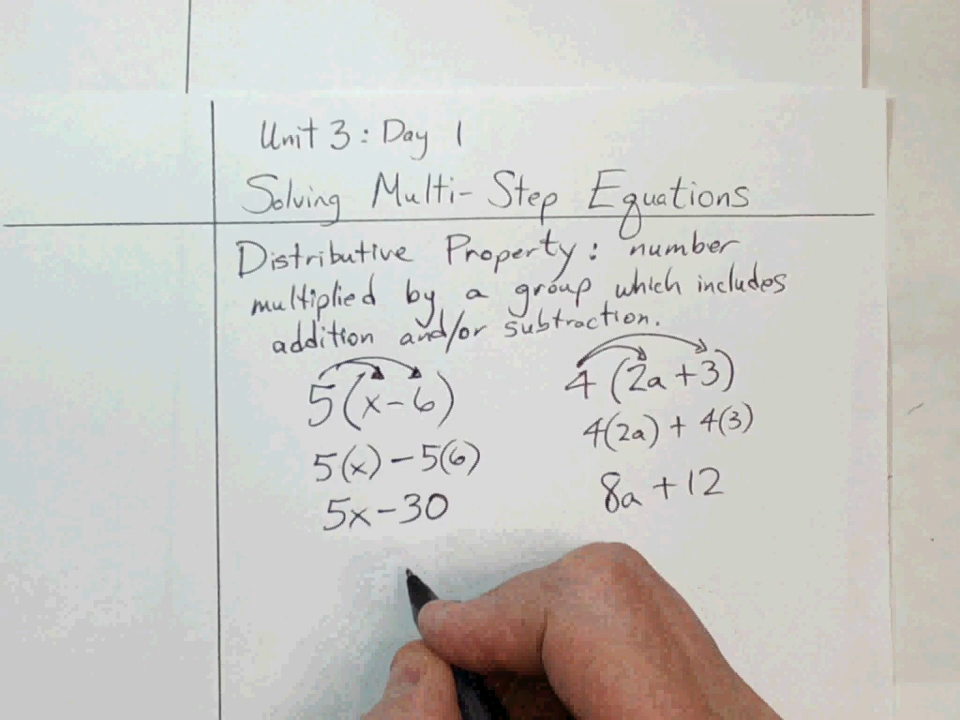 Unit 3: Day 1
Solving Multi-Step Equations
Distributive Property: number
multiplied by a group which includes
addition and/or subtraction.
5(x-6)
5(x) - 5(6)
5x-30
4(2a+3)
4(2a) + 4(3)
8a +12